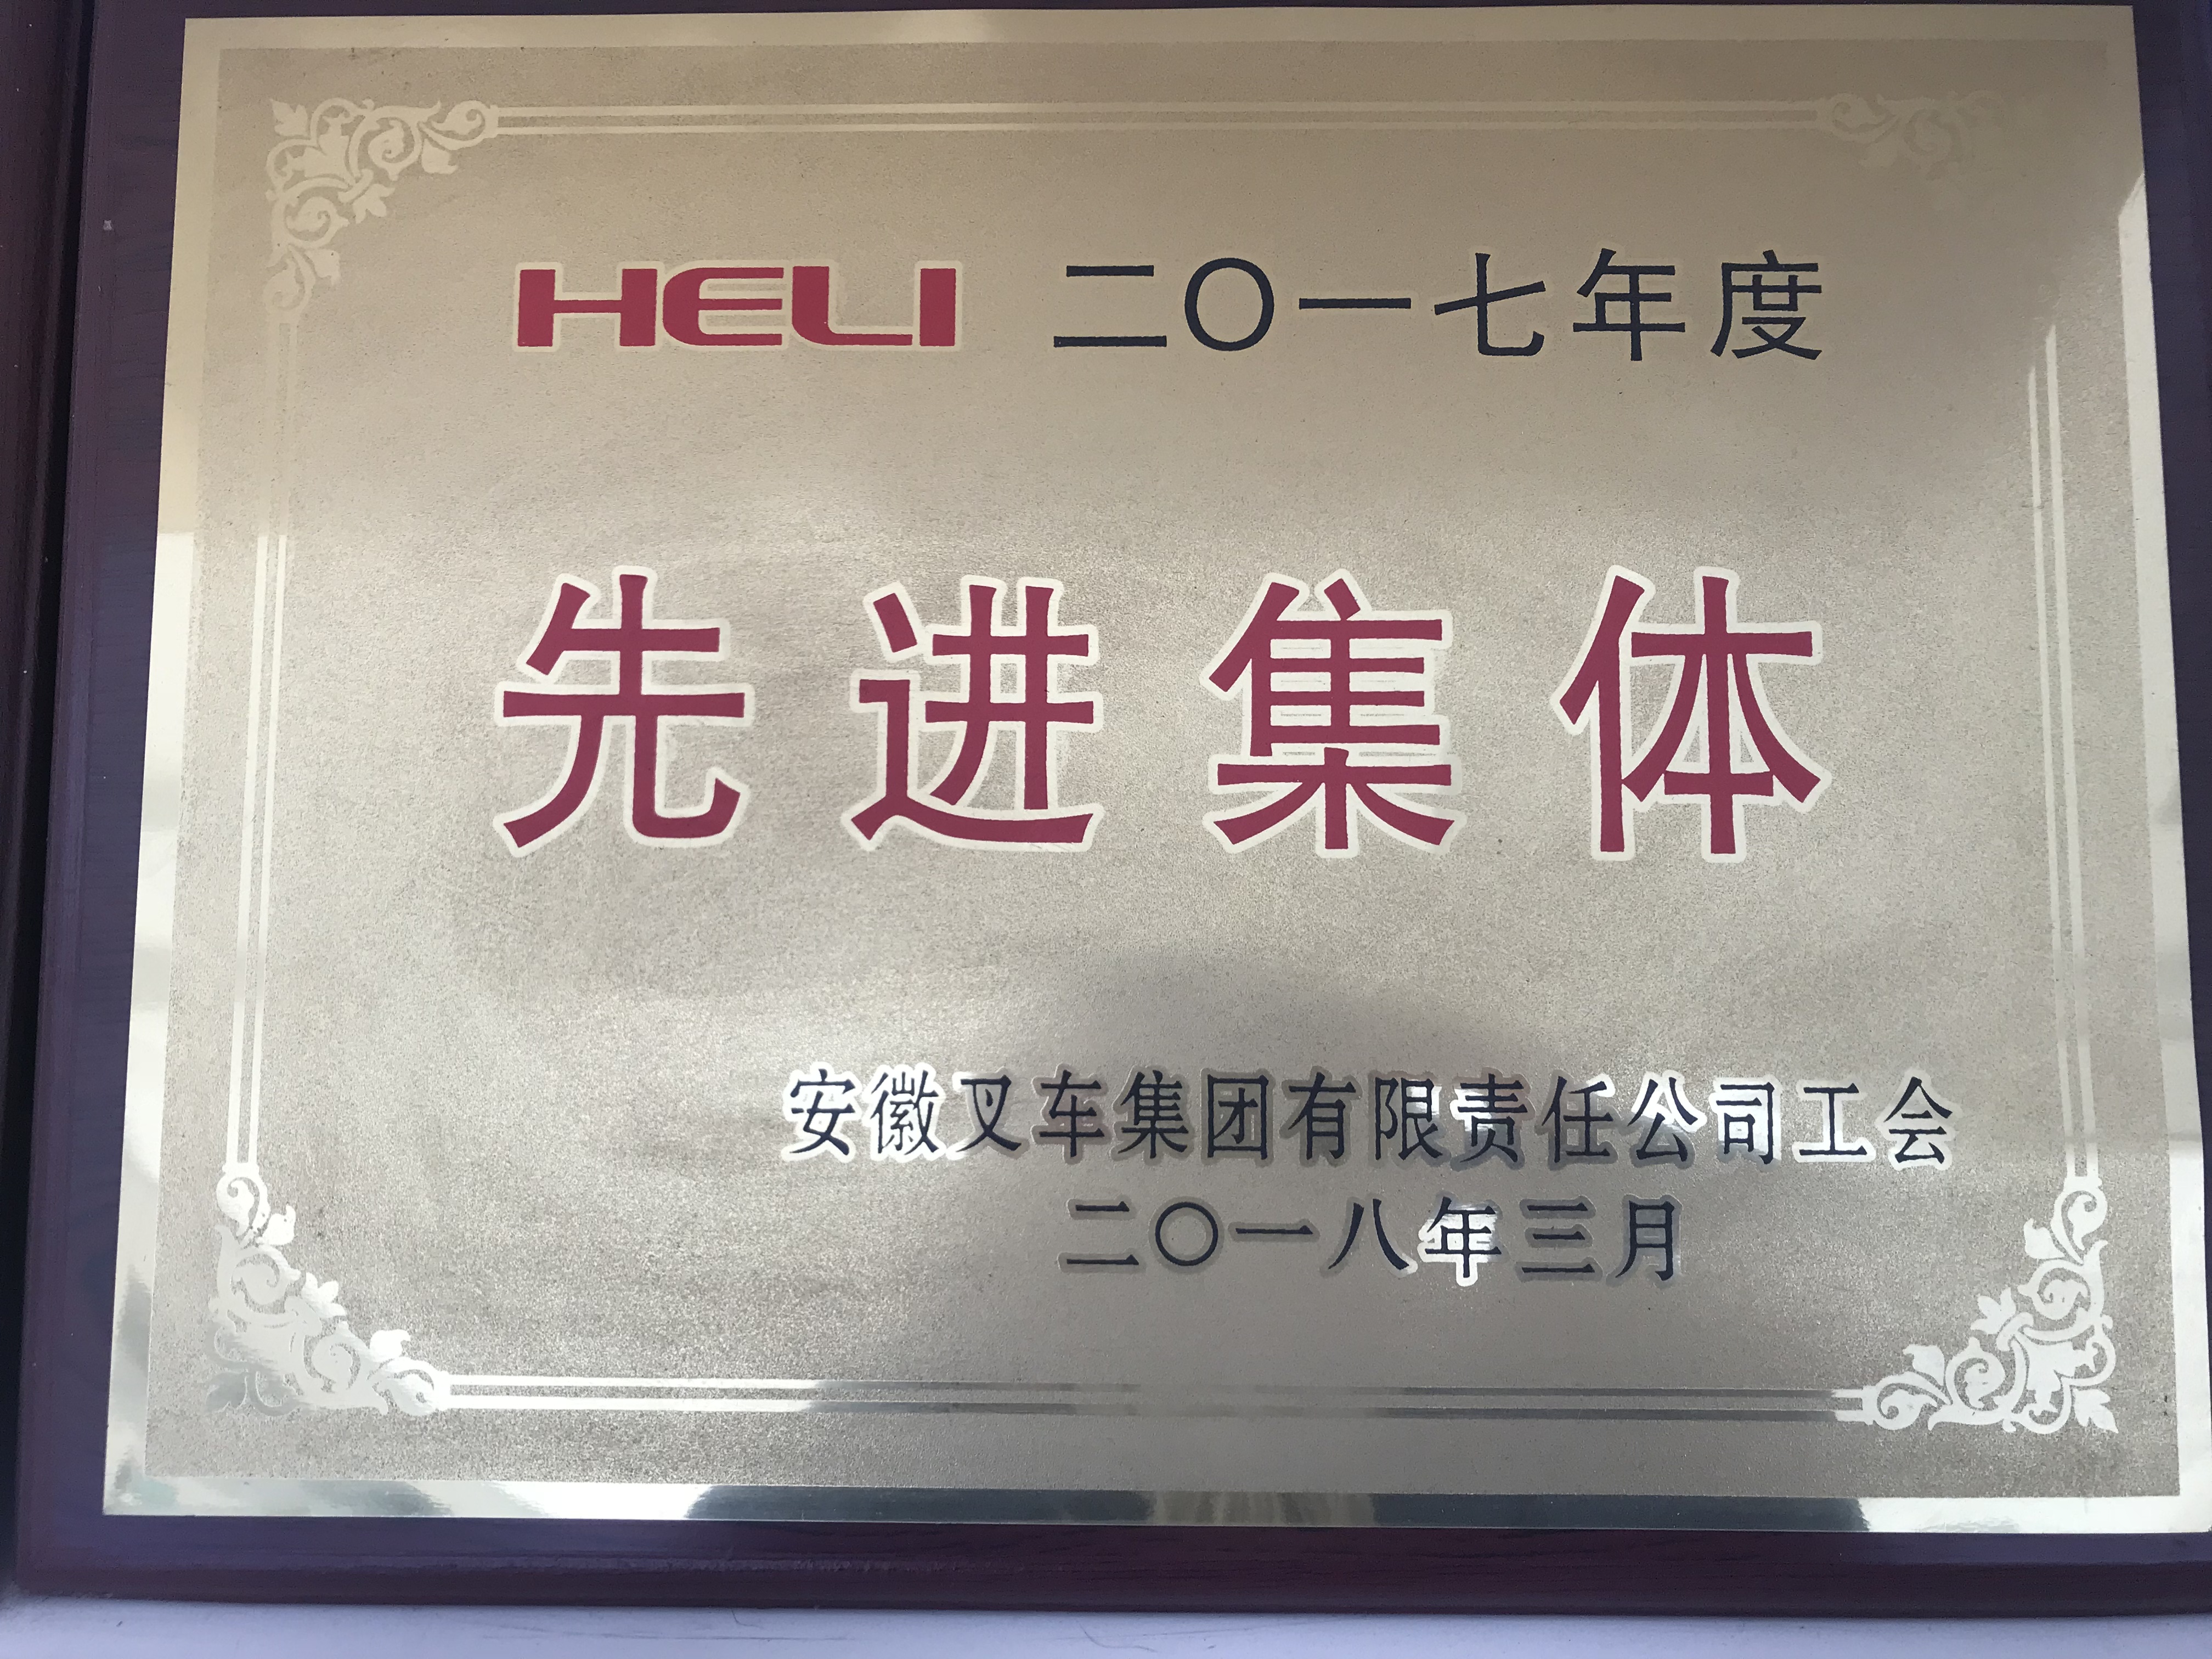 HELI 二〇一七年度
先进集体
安徽叉车集团有限责任公司工会
二〇一八年三月